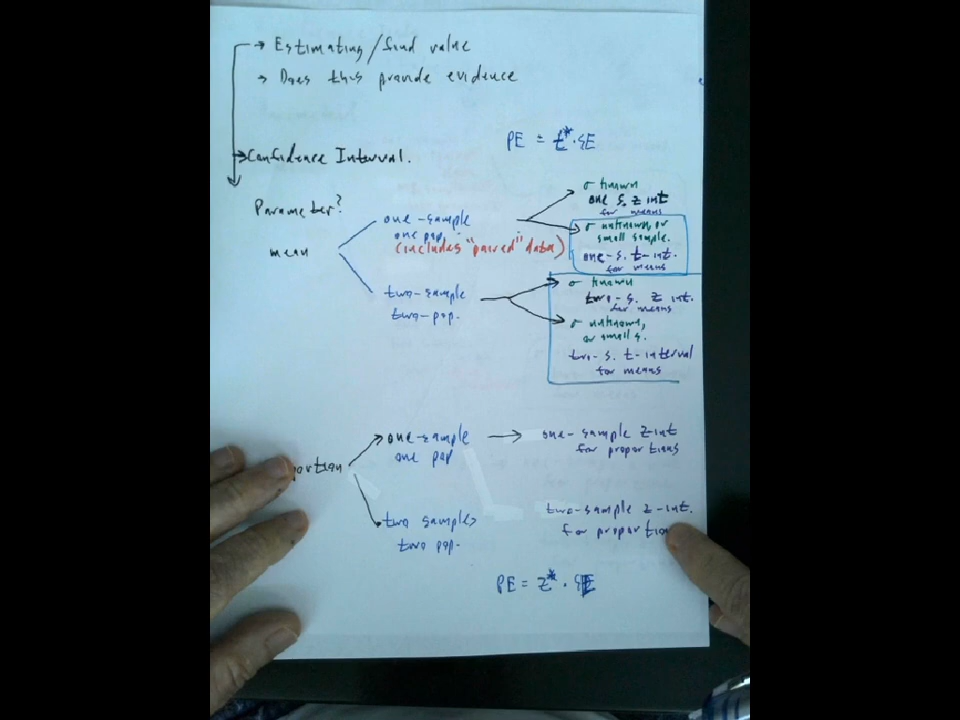 → Estimating/find value
→ Does this provide evidence
PE = t* · SE
→ Confidence Interval.
Parameter?
mean
one-sample
one pop.
(includes "paired" data)
σ known
one s. z int
for means
σ unknown, or
small sample.
one-s. t-int.
for means
two-sample
two-pop.
σ known
two-s. z int.
for means
σ unknown,
or small s.
two-s. t-interval
for means
portion
one-sample
one pop
→ one-sample z-int
for proportions
two samples
two pop.
two-sample z-int.
for proportion
PE = z* · SE